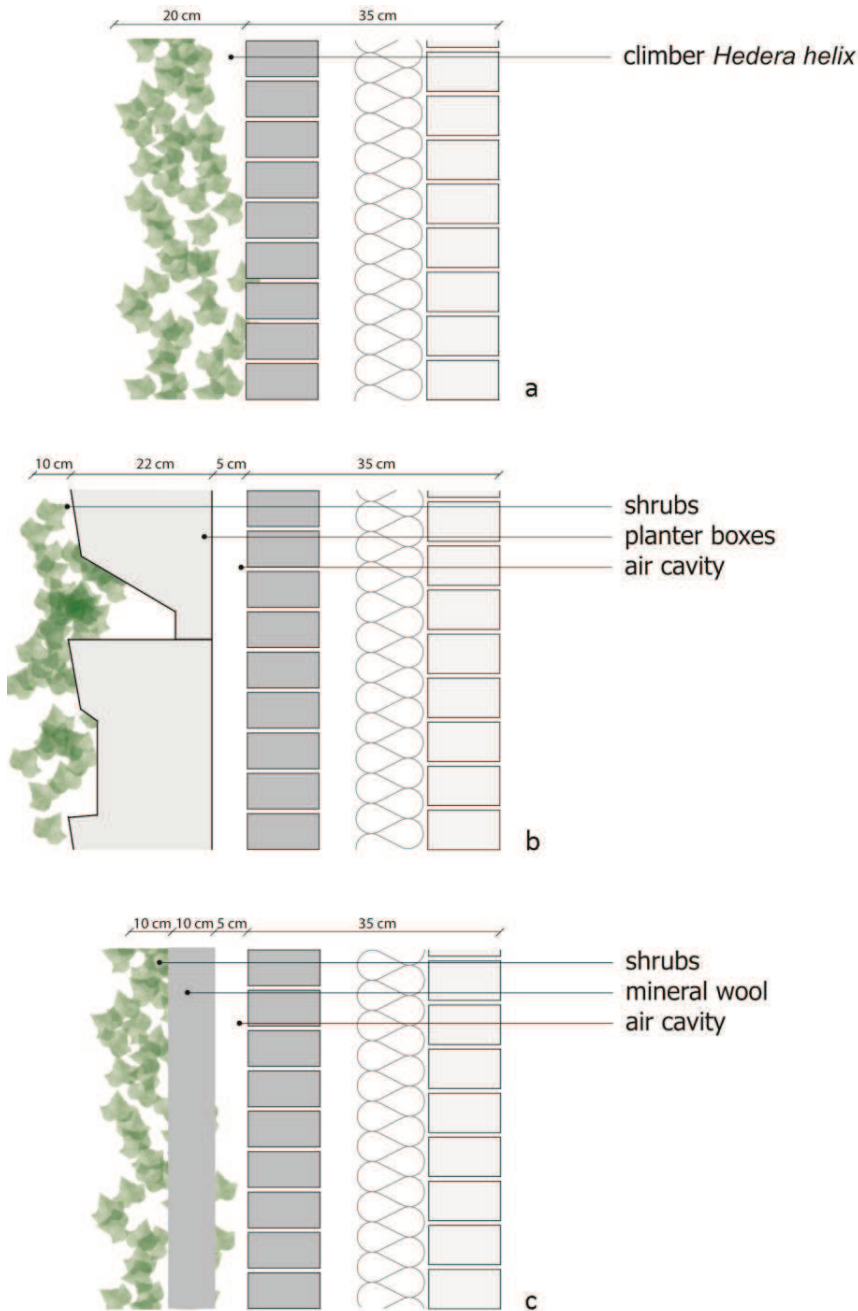 20 cm 35 cm
climber Hedera helix
a
10 cm 22 cm 5 cm 35 cm
shrubs
planter boxes
air cavity
b
10 cm 10 cm 5 cm 35 cm
shrubs
mineral wool
air cavity
c